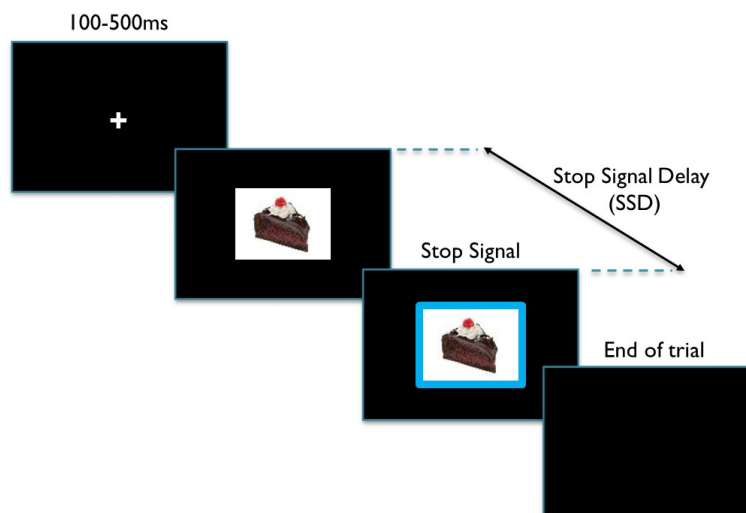 100-500ms
Stop Signal Delay
(SSD)
Stop Signal
End of trial